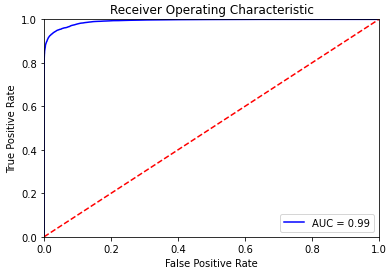 Receiver Operating Characteristic
1.0
0.8
0.6
0.4
0.2
0.0
True Positive Rate
AUC = 0.99
0.0 0.2 0.4 0.6 0.8 1.0
False Positive Rate